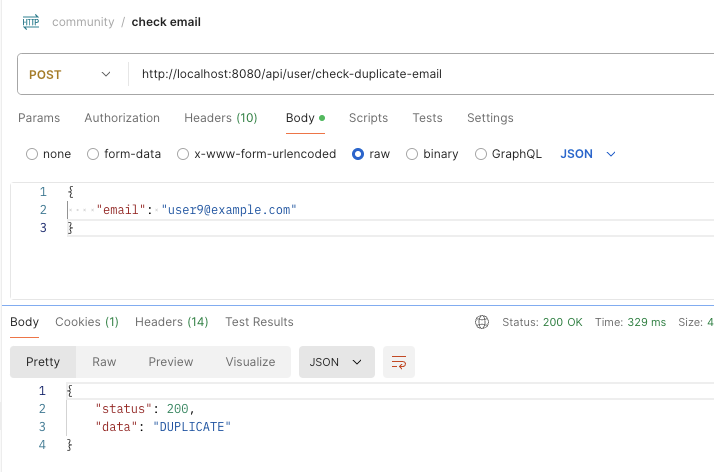 HTTP community / check email
POST http://localhost:8080/api/user/check-duplicate-email
Params Authorization Headers (10) Body Scripts Tests Settings
none form-data x-www-form-urlencoded raw binary GraphQL JSON
1 {
2 "email": "user9@example.com"
3 }
Body Cookies (1) Headers (14) Test Results Status: 200 OK Time: 329 ms Size: 4
Pretty Raw Preview Visualize JSON
1 {
2 "status": 200,
3 "data": "DUPLICATE"
4 }